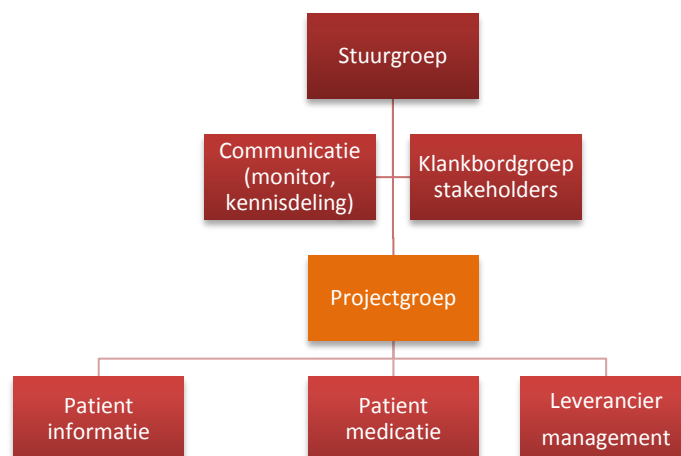 Stuurgroep
Communicatie
(monitor,
kennisdeling)
Klankbordgroep
stakeholders
Projectgroep
Patient
informatie
Patient
medicatie
Leverancier
management